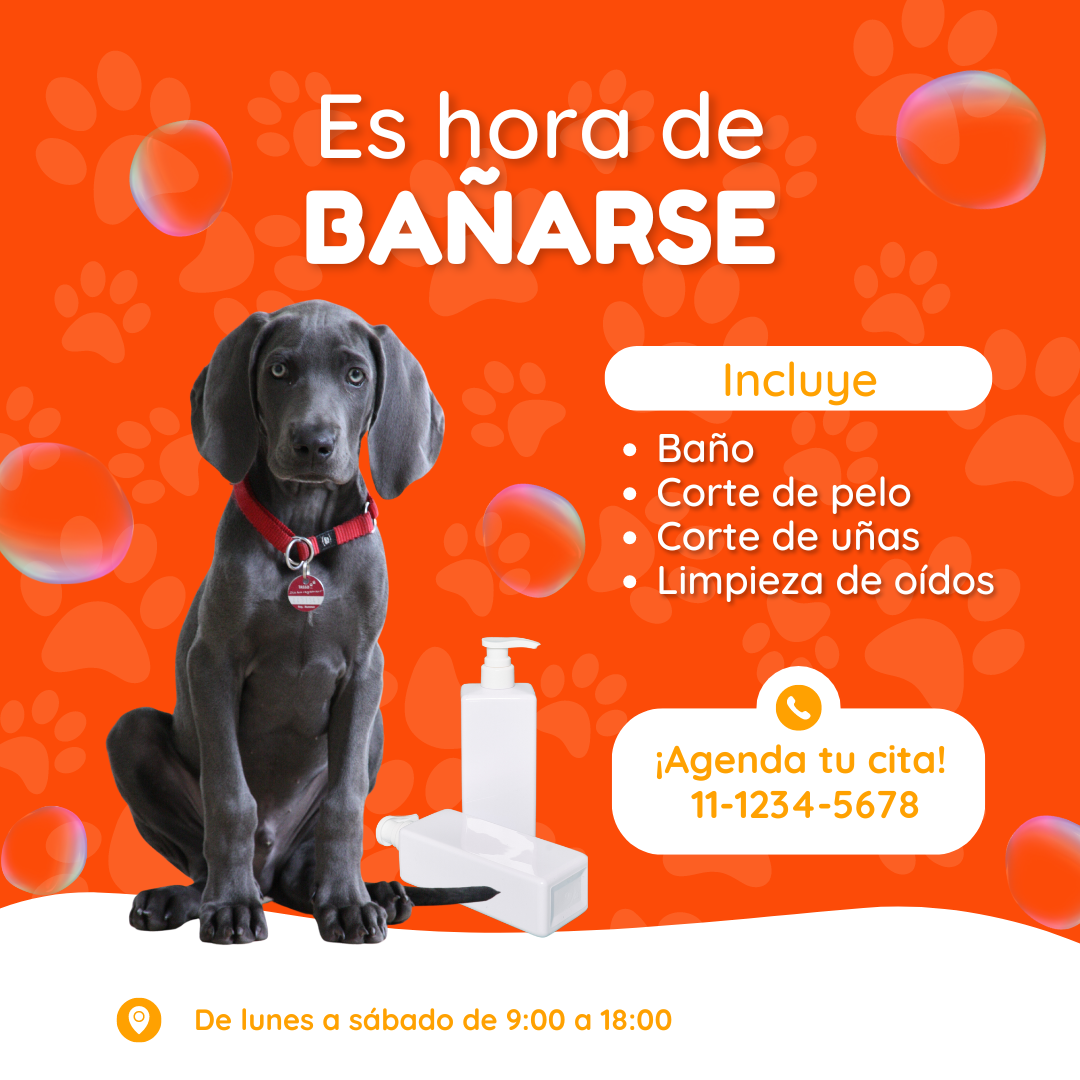 Es hora de
BAÑARSE
Incluye
• Baño
• Corte de pelo
• Corte de uñas
• Limpieza de oídos
¡Agenda tu cita!
11-1234-5678
De lunes a sábado de 9:00 a 18:00